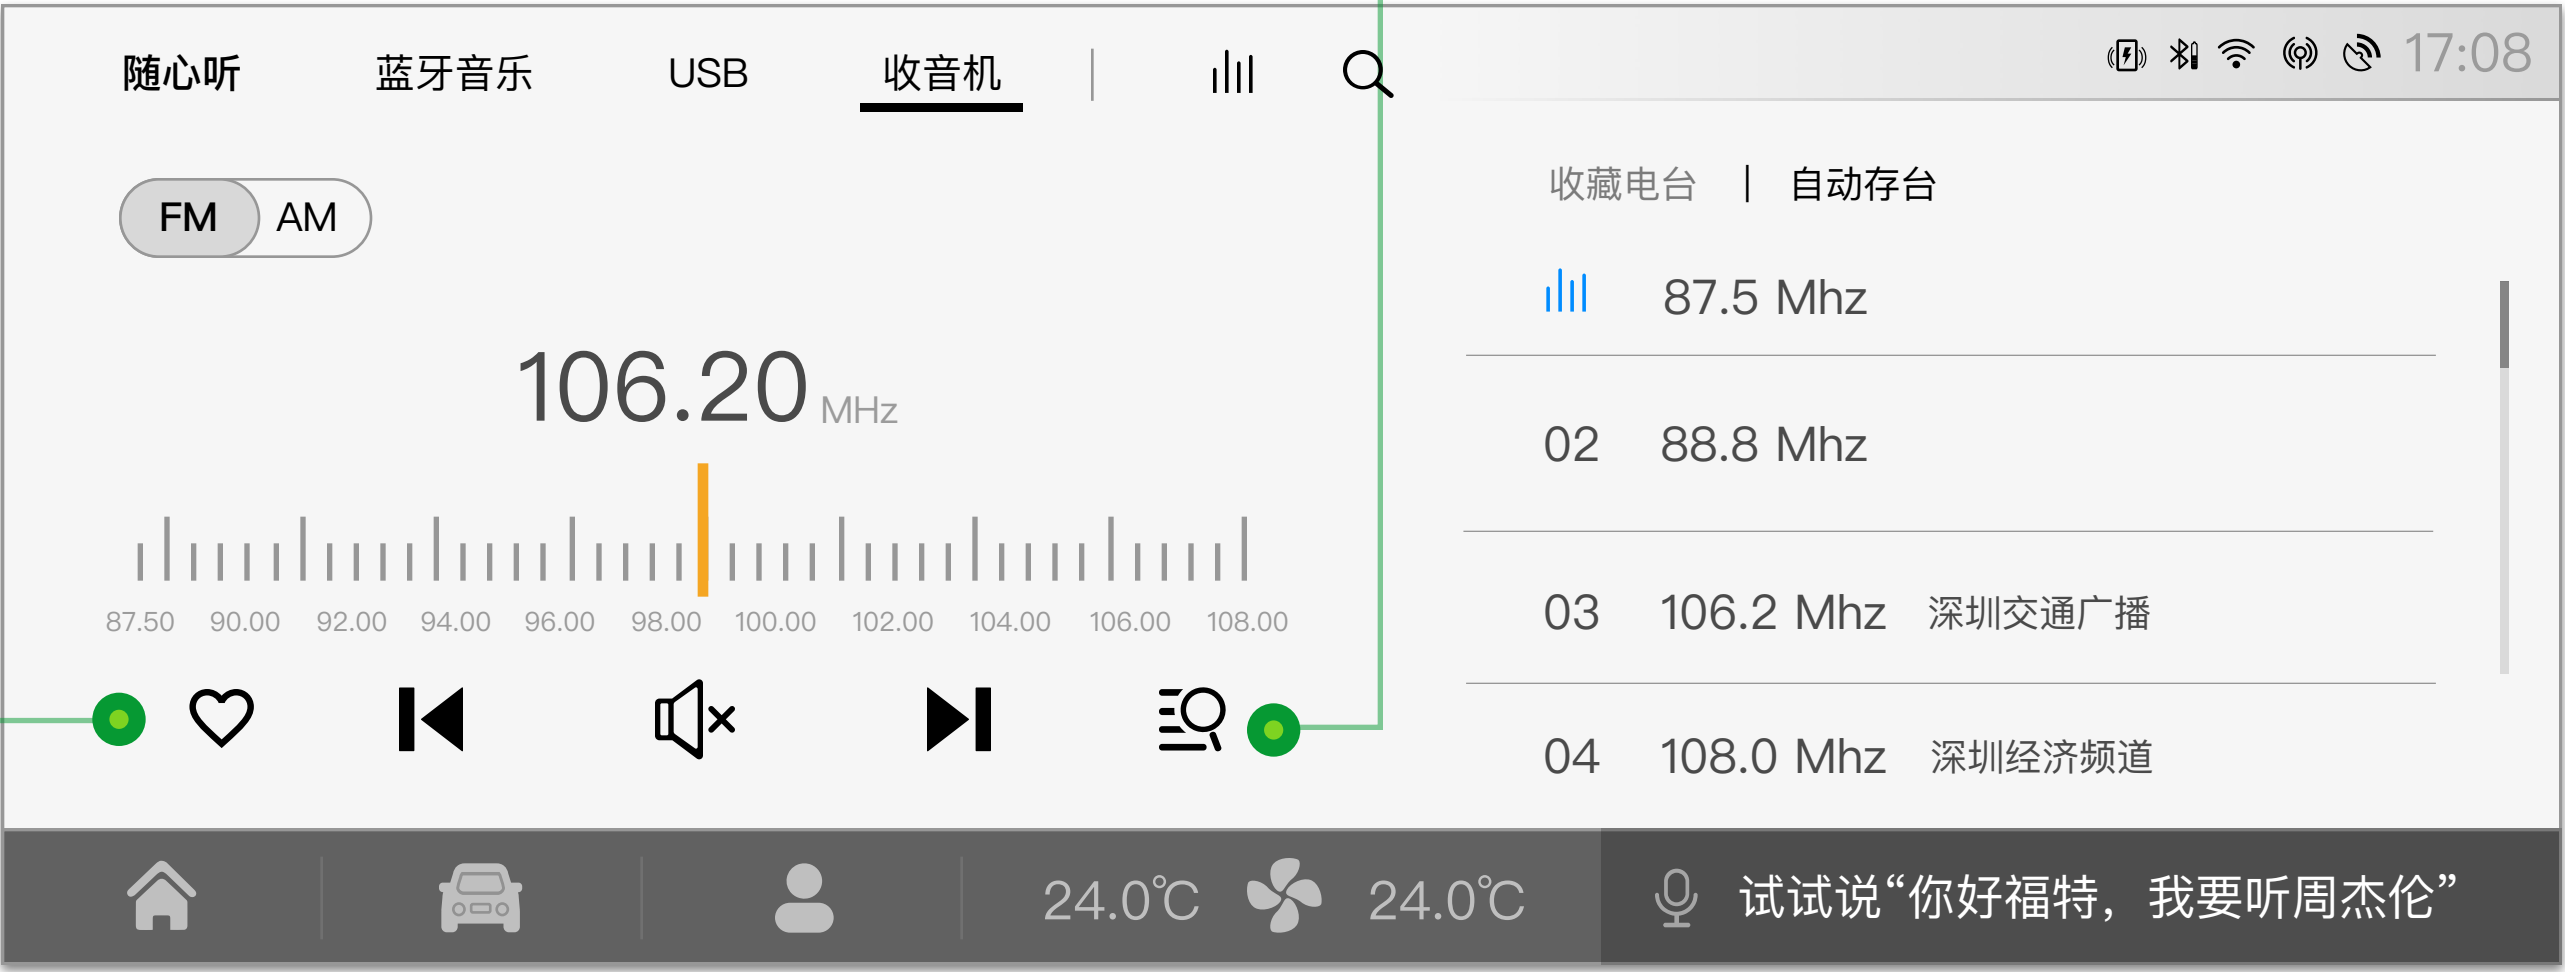 随心听 蓝牙音乐 USB 收音机 17:08
收藏电台 | 自动存台
FM AM
87.5 Mhz
106.20 MHz
02 88.8 Mhz
87.50 90.00 92.00 94.00 96.00 98.00 100.00 102.00 104.00 106.00 108.00
03 106.2 Mhz 深圳交通广播
04 108.0 Mhz 深圳经济频道
24.0℃ 24.0℃ 试试说“你好福特，我要听周杰伦”